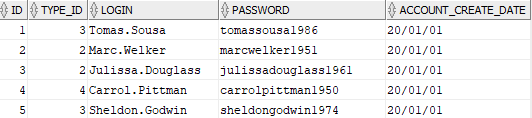 ID TYPE_ID LOGIN PASSWORD ACCOUNT_CREATE_DATE
1 3 Tomas.Sousa tomassousa1986 20/01/01
2 2 Marc.Welker marcwelker1951 20/01/01
3 2 Julissa.Douglass julissadouglass1961 20/01/01
4 4 Carrol.Pittman carrolpittman1950 20/01/01
5 3 Sheldon.Godwin sheldongodwin1974 20/01/01